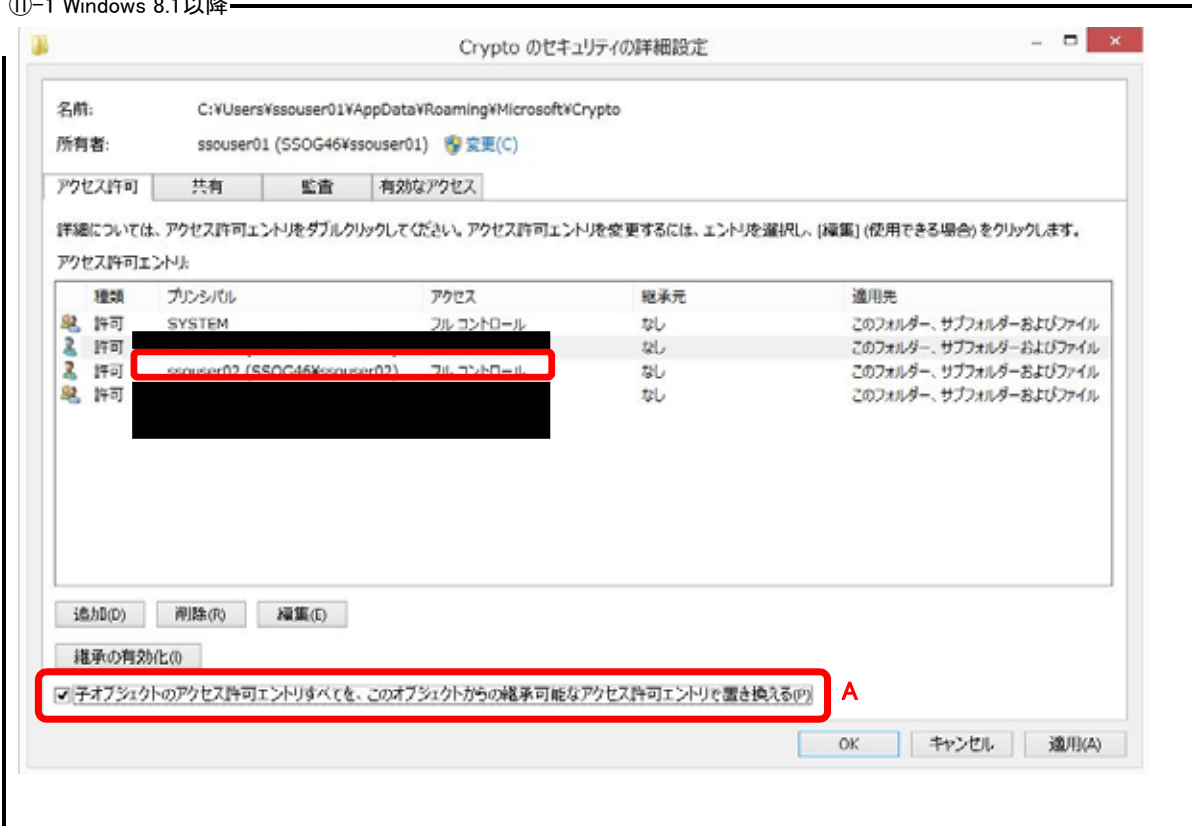 ⑪-1 Windows 8.1以降
Crypto のセキュリティの詳細設定
名前: C:¥Users¥ssouser01¥AppData¥Roaming¥Microsoft¥Crypto
所有者: ssouser01 (SSOG46¥ssouser01) 変更(C)
アクセス許可 共有 監査 有効なアクセス
詳細については、アクセス許可エントリをダブルクリックしてください。アクセス許可エントリを変更するには、エントリを選択し、[編集] (使用できる場合) をクリックします。
アクセス許可エントリ:
種類 プリンシパル アクセス 継承元 適用先
許可 SYSTEM フル コントロール なし このフォルダー、サブフォルダーおよびファイル
許可 なし このフォルダー、サブフォルダーおよびファイル
許可 ssouser02 (SSOG46¥ssouser02) フル コントロール なし このフォルダー、サブフォルダーおよびファイル
許可 なし このフォルダー、サブフォルダーおよびファイル
追加(D) 削除(R) 編集(E)
継承の有効化(I)
子オブジェクトのアクセス許可エントリすべてを、このオブジェクトからの継承可能なアクセス許可エントリで置き換える(P) A
OK キャンセル 適用(A)